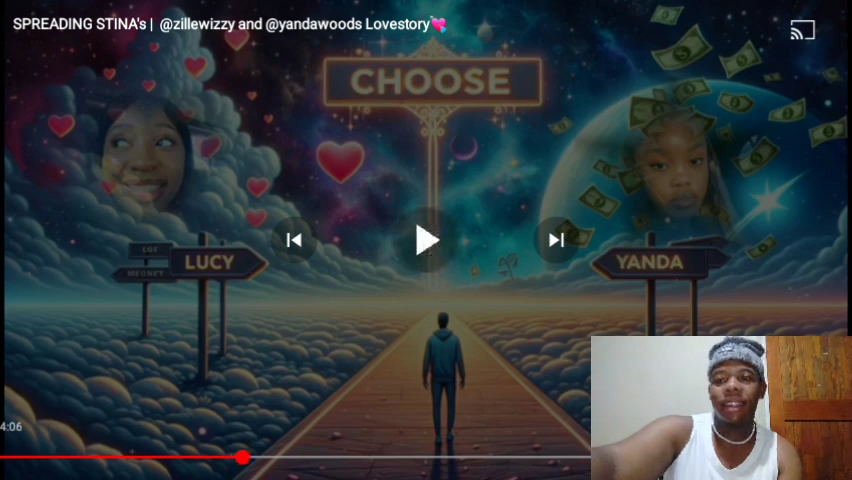 SPREADING STINA's | @zillewizzy and @yandawoods Lovestory💘
CHOOSE
LUCY
YANDA
4:06